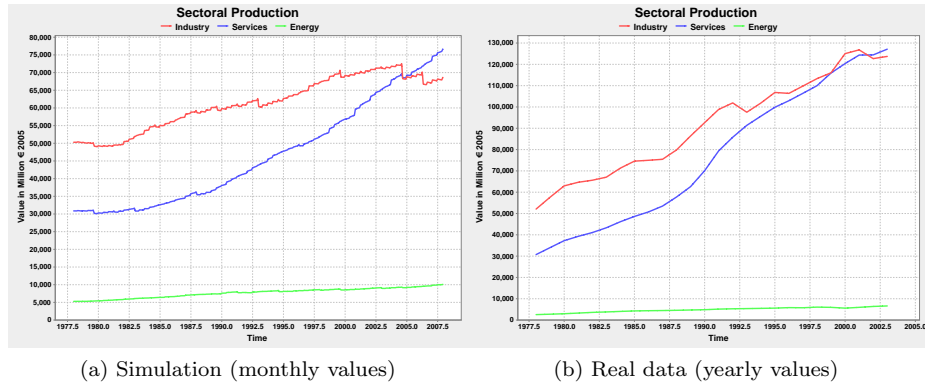 Sectoral Production
Industry Services Energy
80,000
75,000
70,000
65,000
60,000
55,000
50,000
45,000
40,000
35,000
30,000
25,000
20,000
15,000
10,000
5,000
0
Value in Million € 2005
1977.5 1980.0 1982.5 1985.0 1987.5 1990.0 1992.5 1995.0 1997.5 2000.0 2002.5 2005.0 2007.5
Time
(a) Simulation (monthly values)
Sectoral Production
Industry Services Energy
130,000
120,000
110,000
100,000
90,000
80,000
70,000
60,000
50,000
40,000
30,000
20,000
10,000
0
Value in Million € 2005
1977.5 1980.0 1982.5 1985.0 1987.5 1990.0 1992.5 1995.0 1997.5 2000.0 2002.5 2005.0
Time
(b) Real data (yearly values)